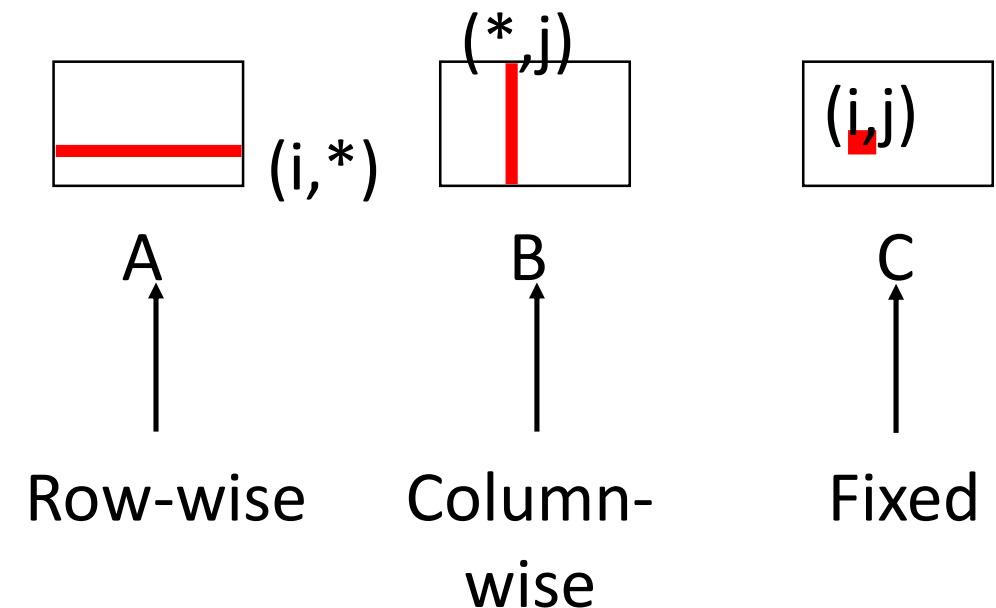 (*,j)
(i,*)
(i,j)
A
B
C
Row-wise
Column-
wise
Fixed